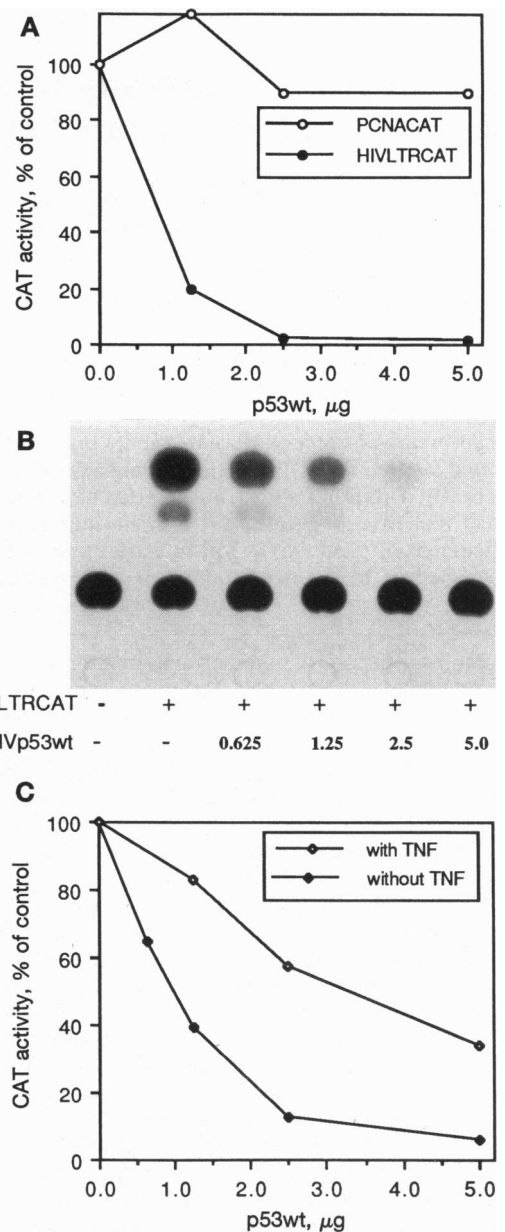 A
CAT activity, % of control
100
80
60
40
20
0
PCNACAT
HIVLTRCAT
0.0 1.0 2.0 3.0 4.0 5.0
p53wt, µg
B
LTRCAT - + + + + +
IVp53wt - - 0.625 1.25 2.5 5.0
C
CAT activity, % of control
100
80
60
40
20
0
with TNF
without TNF
0.0 1.0 2.0 3.0 4.0 5.0
p53wt, µg